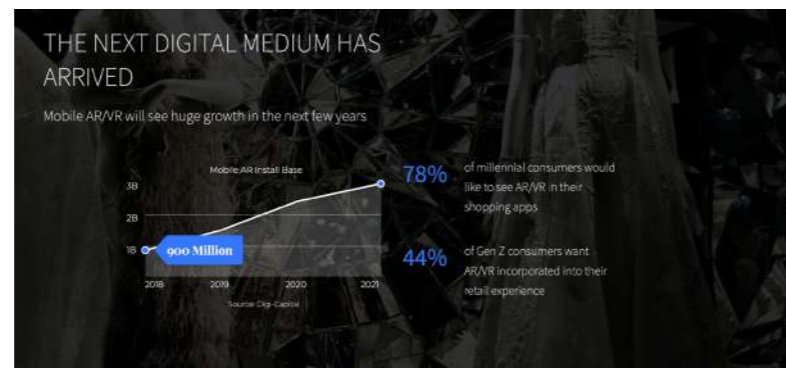 THE NEXT DIGITAL MEDIUM HAS
ARRIVED
Mobile AR/VR will see huge growth in the next few years
Mobile AR Install Base
3B
2B
1B
900 Million
2018 2019 2020 2021
Source: Digi-Capital
78%
of millennial consumers would
like to see AR/VR in their
shopping apps
44%
of Gen Z consumers want
AR/VR incorporated into their
retail experience